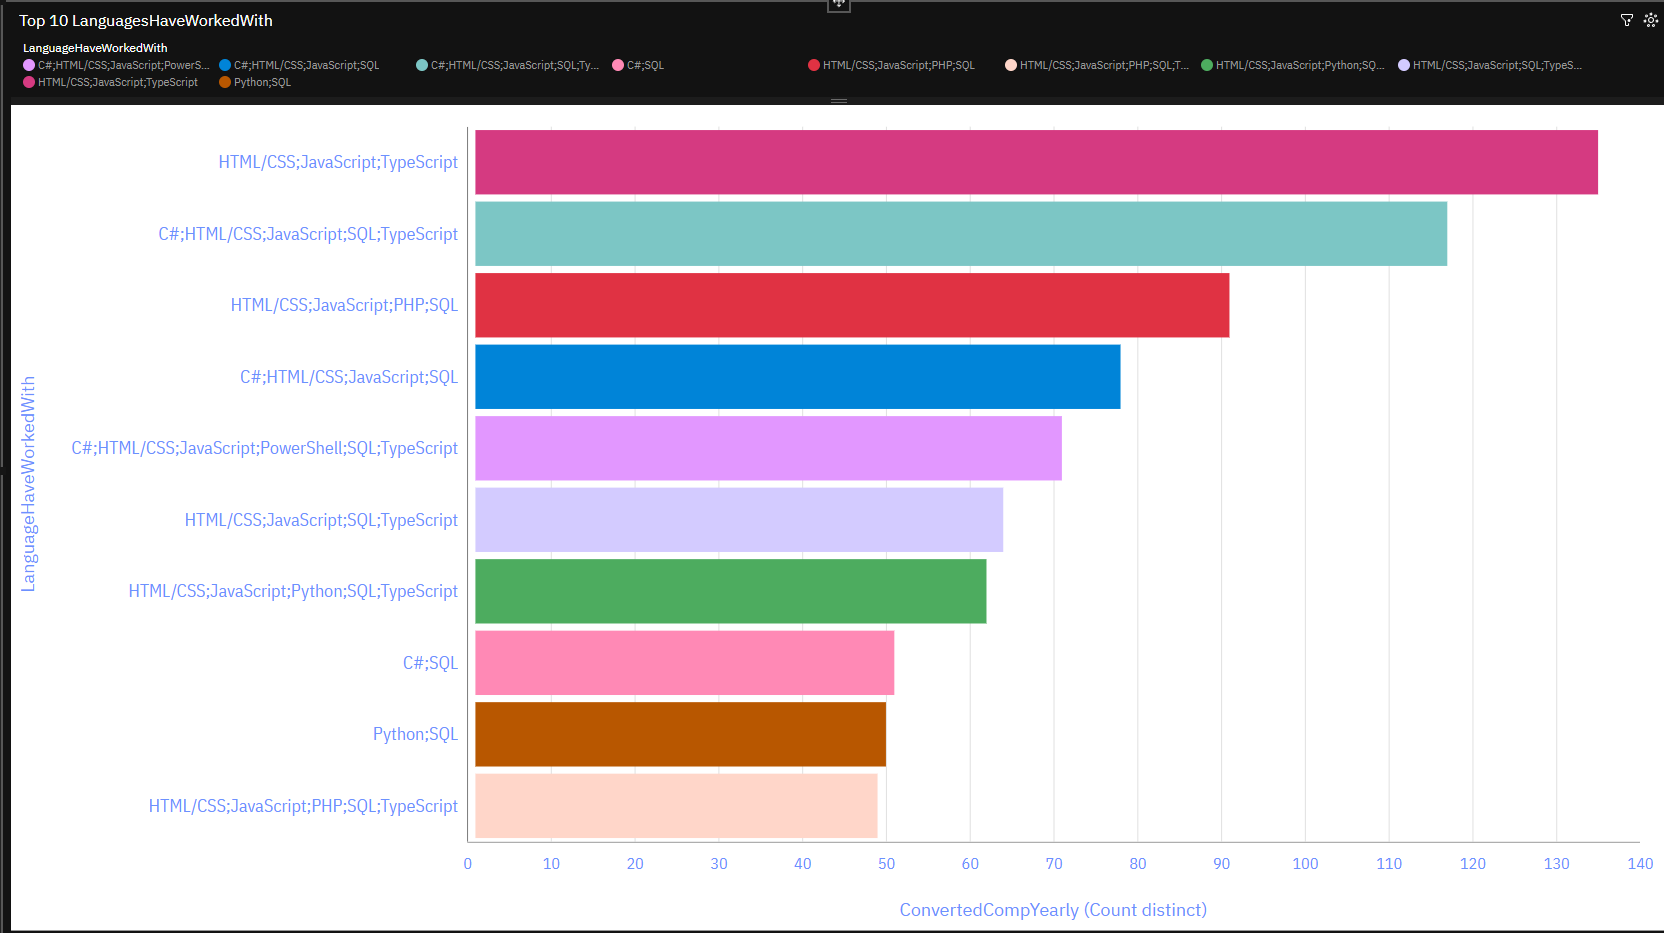 Top 10 LanguagesHaveWorkedWith
LanguageHaveWorkedWith
C#;HTML/CSS;JavaScript;PowerS...
C#;HTML/CSS;JavaScript;SQL
C#;HTML/CSS;JavaScript;SQL;Ty...
C#;SQL
HTML/CSS;JavaScript;PHP;SQL
HTML/CSS;JavaScript;PHP;SQL;T...
HTML/CSS;JavaScript;Python;SQ...
HTML/CSS;JavaScript;SQL;TypeS...
HTML/CSS;JavaScript;TypeScript
Python;SQL
LanguageHaveWorkedWith
HTML/CSS;JavaScript;TypeScript
C#;HTML/CSS;JavaScript;SQL;TypeScript
HTML/CSS;JavaScript;PHP;SQL
C#;HTML/CSS;JavaScript;SQL
C#;HTML/CSS;JavaScript;PowerShell;SQL;TypeScript
HTML/CSS;JavaScript;SQL;TypeScript
HTML/CSS;JavaScript;Python;SQL;TypeScript
C#;SQL
Python;SQL
HTML/CSS;JavaScript;PHP;SQL;TypeScript
0 10 20 30 40 50 60 70 80 90 100 110 120 130 140
ConvertedCompYearly (Count distinct)